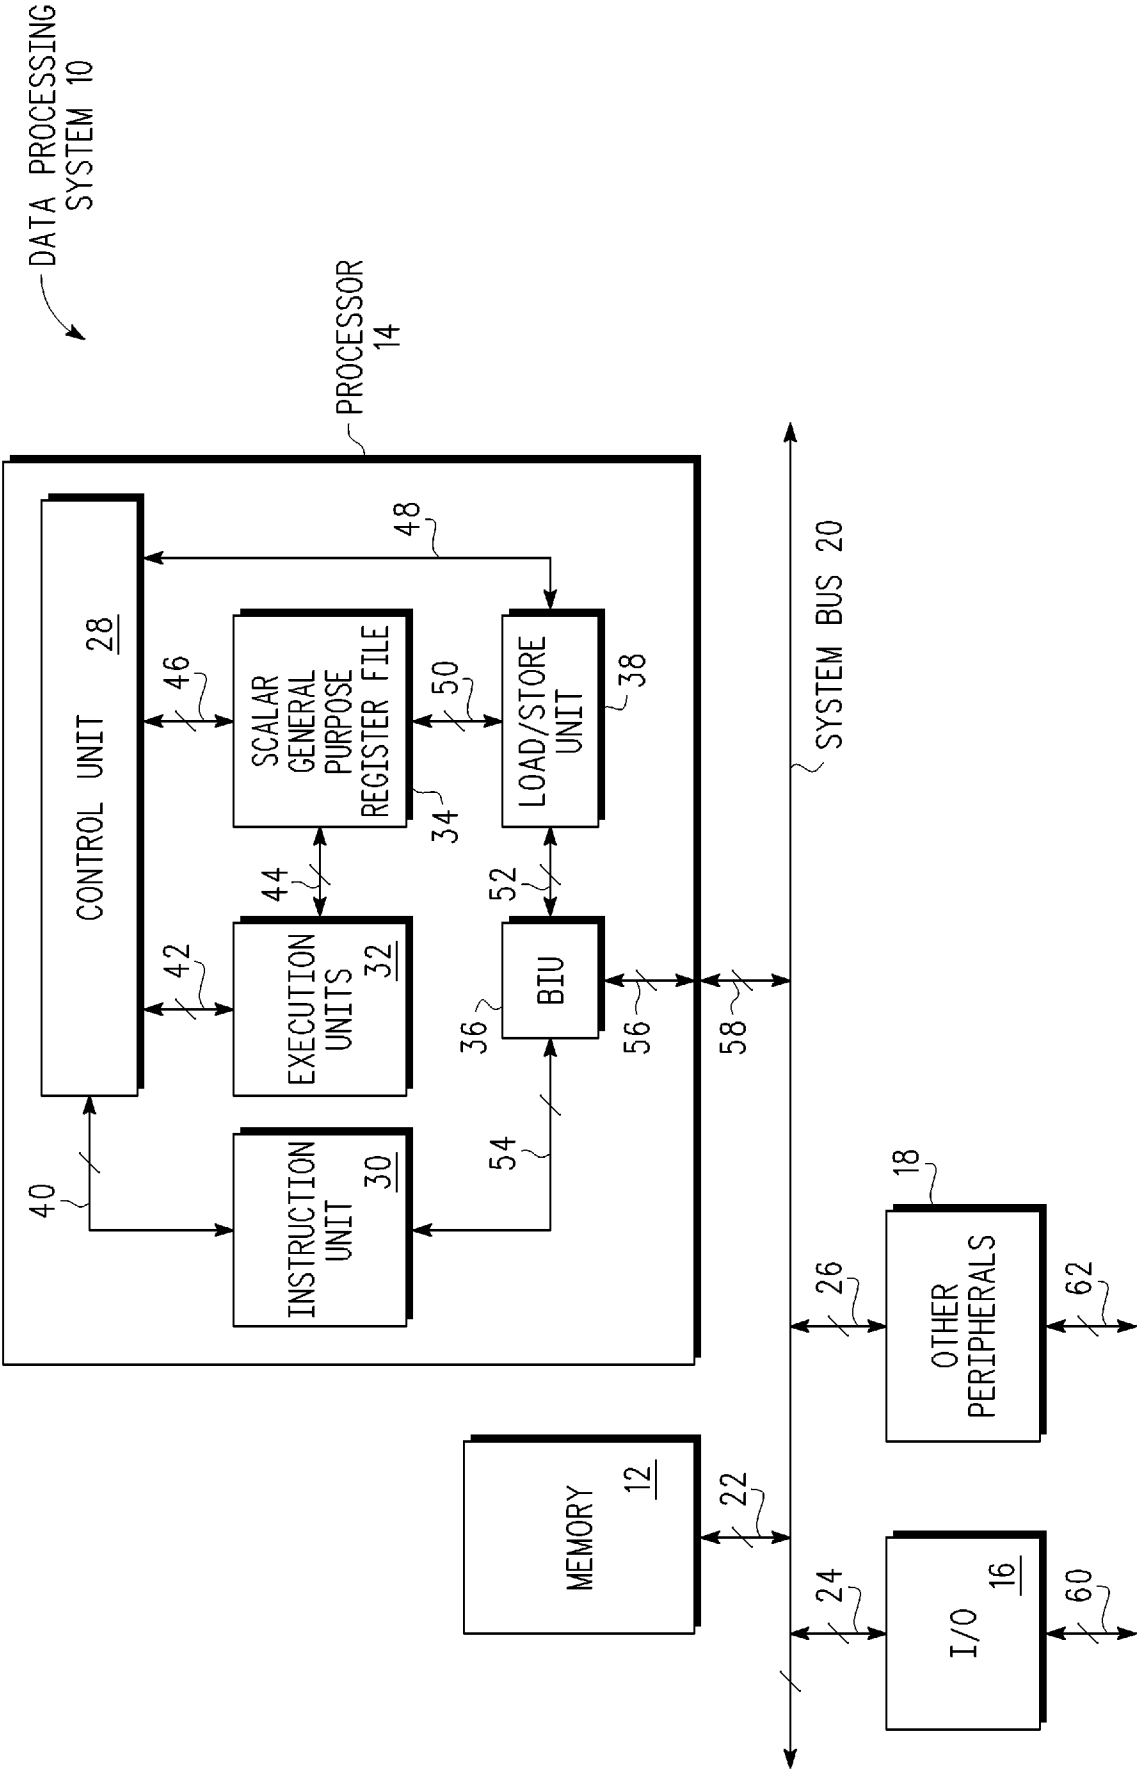 DATA PROCESSING
SYSTEM 10
PROCESSOR
14
CONTROL UNIT
28
40
42
46
48
INSTRUCTION
UNIT
30
EXECUTION
UNITS
32
44
SCALAR
GENERAL
PURPOSE
REGISTER FILE
34
50
54
36
BIU
52
LOAD/STORE
UNIT
38
56
MEMORY
12
22
58
SYSTEM BUS 20
24
26
I/O
16
OTHER
PERIPHERALS
18
60
62